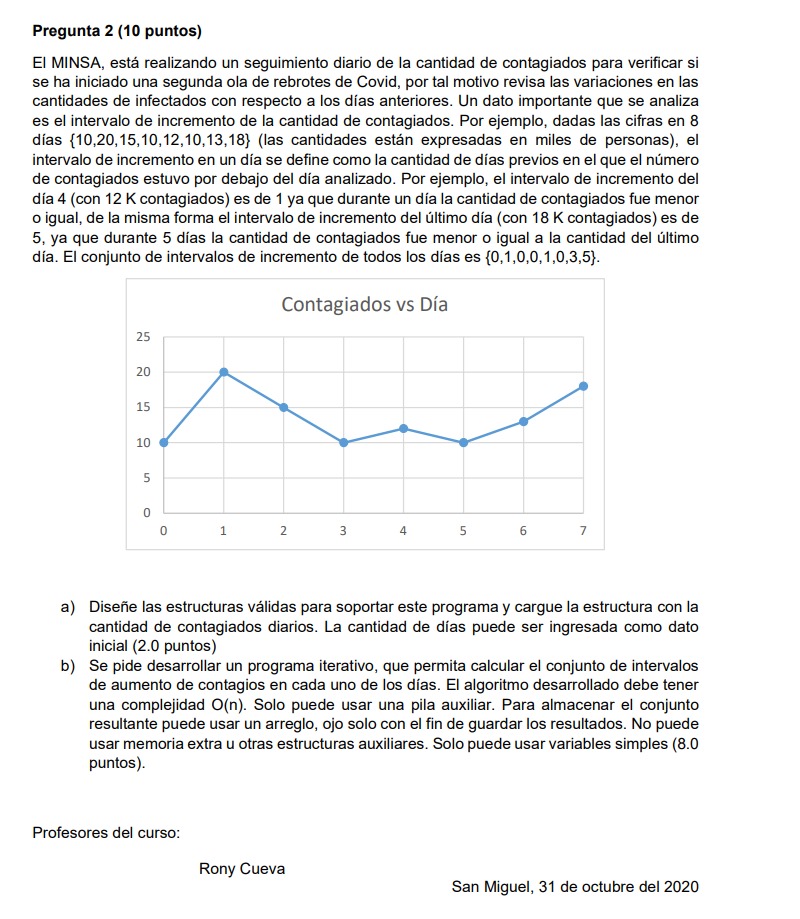 Pregunta 2 (10 puntos)
El MINSA, está realizando un seguimiento diario de la cantidad de contagiados para verificar si
se ha iniciado una segunda ola de rebrotes de Covid, por tal motivo revisa las variaciones en las
cantidades de infectados con respecto a los días anteriores. Un dato importante que se analiza
es el intervalo de incremento de la cantidad de contagiados. Por ejemplo, dadas las cifras en 8
días {10,20,15,10,12,10,13,18} (las cantidades están expresadas en miles de personas), el
intervalo de incremento en un día se define como la cantidad de días previos en el que el número
de contagiados estuvo por debajo del día analizado. Por ejemplo, el intervalo de incremento del
día 4 (con 12 K contagiados) es de 1 ya que durante un día la cantidad de contagiados fue menor
o igual, de la misma forma el intervalo de incremento del último día (con 18 K contagiados) es de
5, ya que durante 5 días la cantidad de contagiados fue menor o igual a la cantidad del último
día. El conjunto de intervalos de incremento de todos los días es {0,1,0,0,1,0,3,5}.
Contagiados vs Día
25
20
15
10
5
0
0 1 2 3 4 5 6 7
a) Diseñe las estructuras válidas para soportar este programa y cargue la estructura con la
cantidad de contagiados diarios. La cantidad de días puede ser ingresada como dato
inicial (2.0 puntos)
b) Se pide desarrollar un programa iterativo, que permita calcular el conjunto de intervalos
de aumento de contagios en cada uno de los días. El algoritmo desarrollado debe tener
una complejidad O(n). Solo puede usar una pila auxiliar. Para almacenar el conjunto
resultante puede usar un arreglo, ojo solo con el fin de guardar los resultados. No puede
usar memoria extra u otras estructuras auxiliares. Solo puede usar variables simples (8.0
puntos).
Profesores del curso:
Rony Cueva
San Miguel, 31 de octubre del 2020